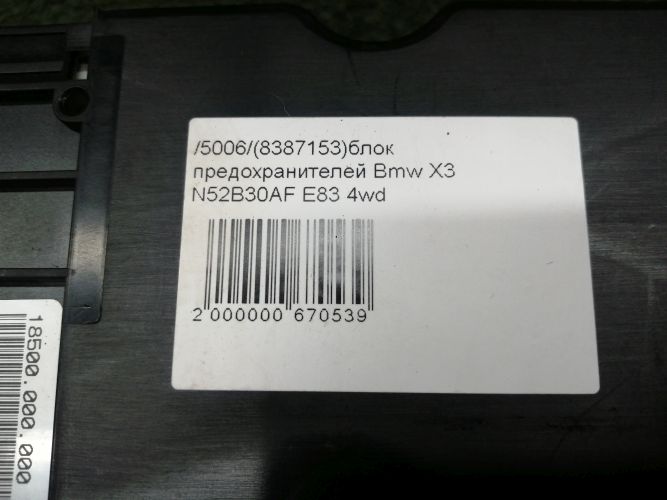 /5006/(8387153)блок
предохранителей Bmw X3
N52B30AF E83 4wd
2 000000 670539
18500.000.000